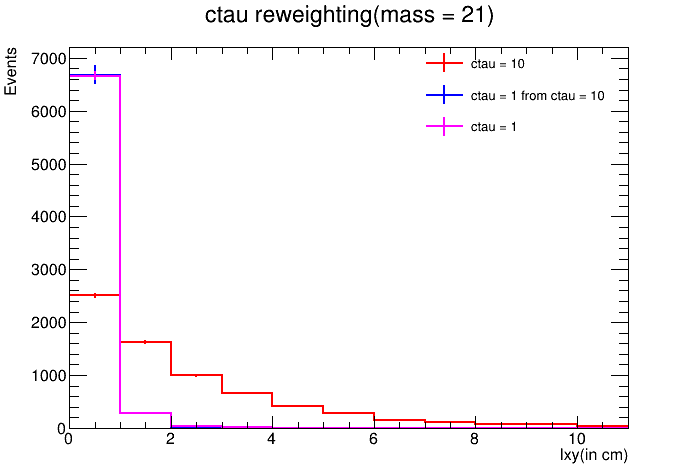 ctau reweighting(mass = 21)
Events
7000
6000
5000
4000
3000
2000
1000
0
ctau = 10
ctau = 1 from ctau = 10
ctau = 1
0 2 4 6 8 10
lxy(in cm)